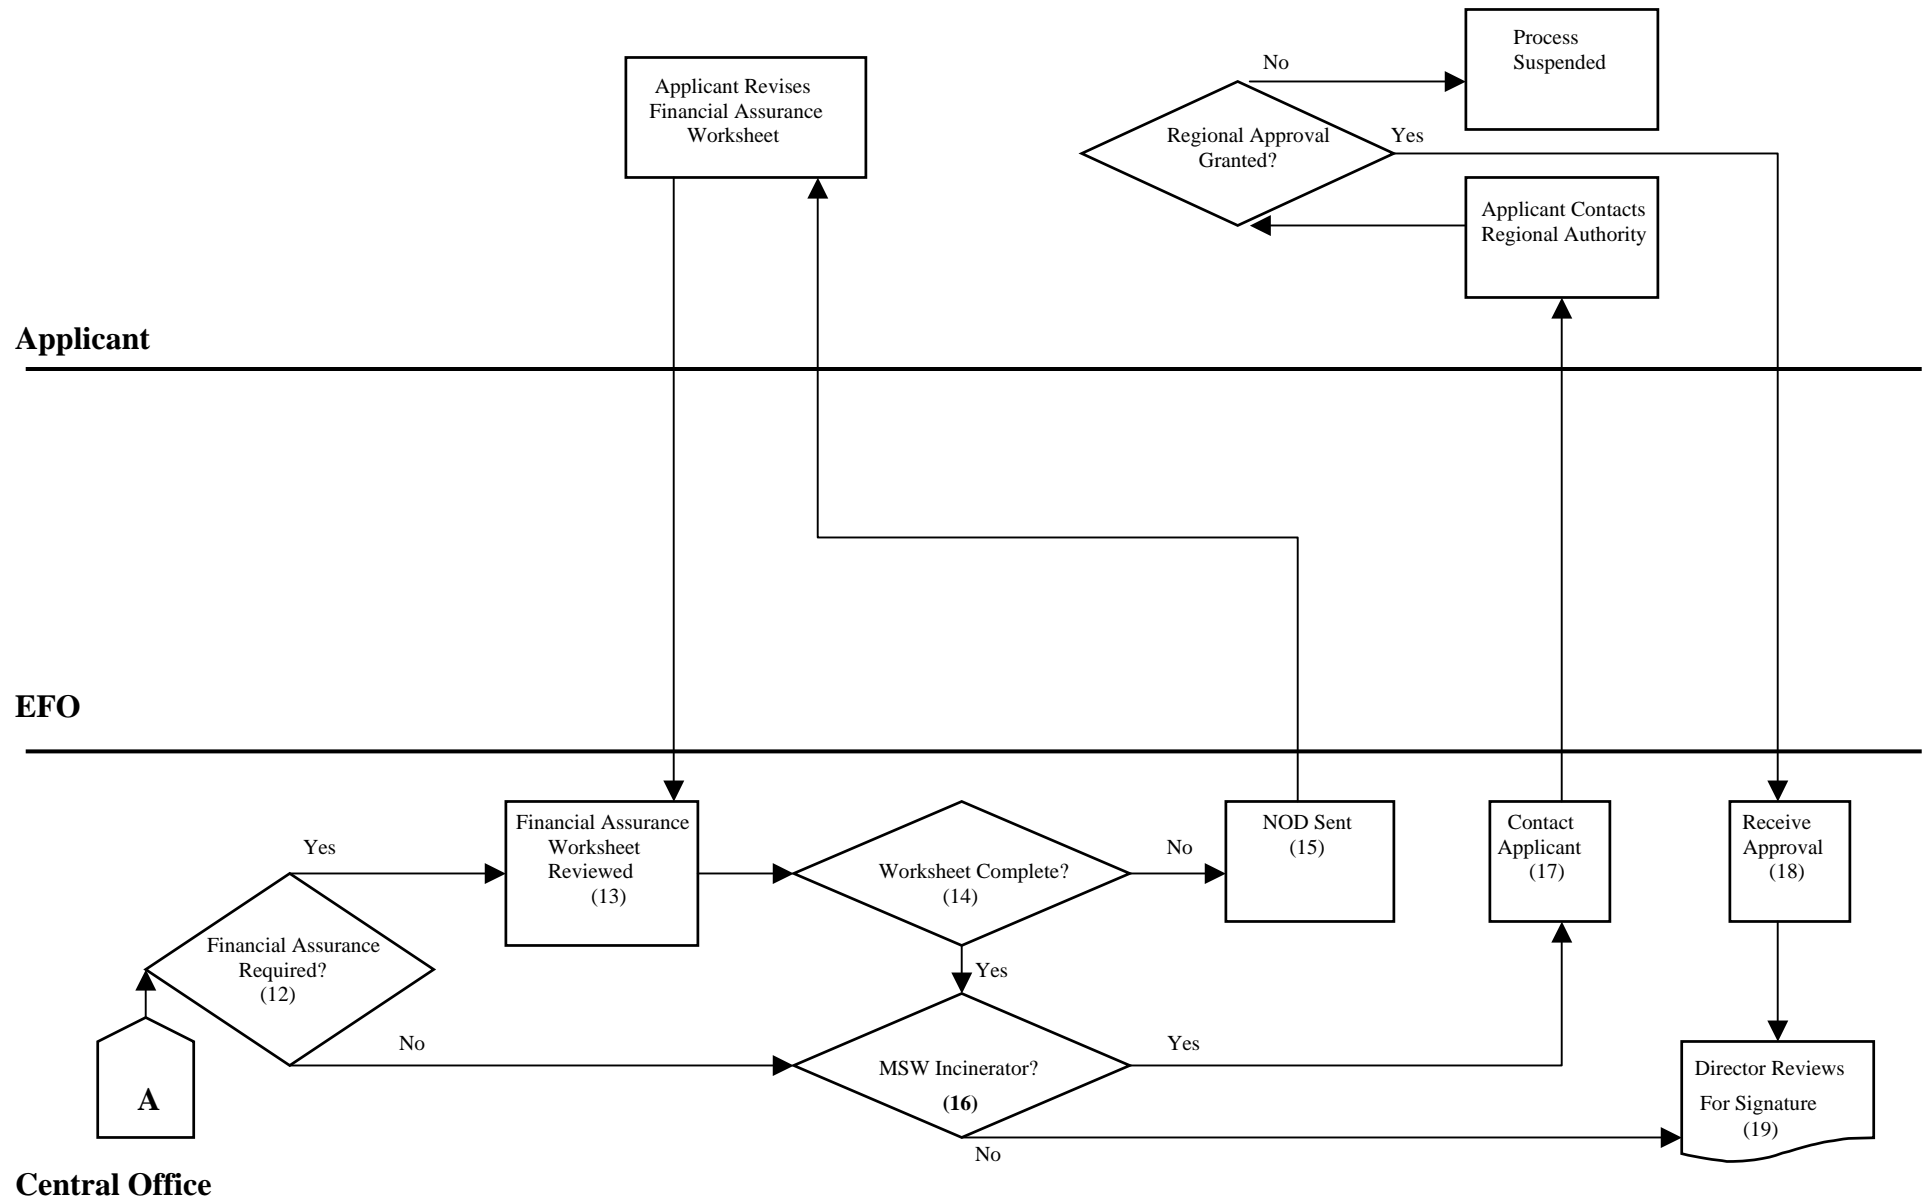 Process
Suspended
No
Applicant Revises
Financial Assurance
Worksheet
Regional Approval
Granted?
Yes
Applicant Contacts
Regional Authority
Applicant
EFO
Financial Assurance
Worksheet
Reviewed
(13)
Yes
Worksheet Complete?
(14)
No
NOD Sent
(15)
Contact
Applicant
(17)
Receive
Approval
(18)
Financial Assurance
Required?
(12)
Yes
No
A
MSW Incinerator?
(16)
Yes
No
Director Reviews
For Signature
(19)
Central Office